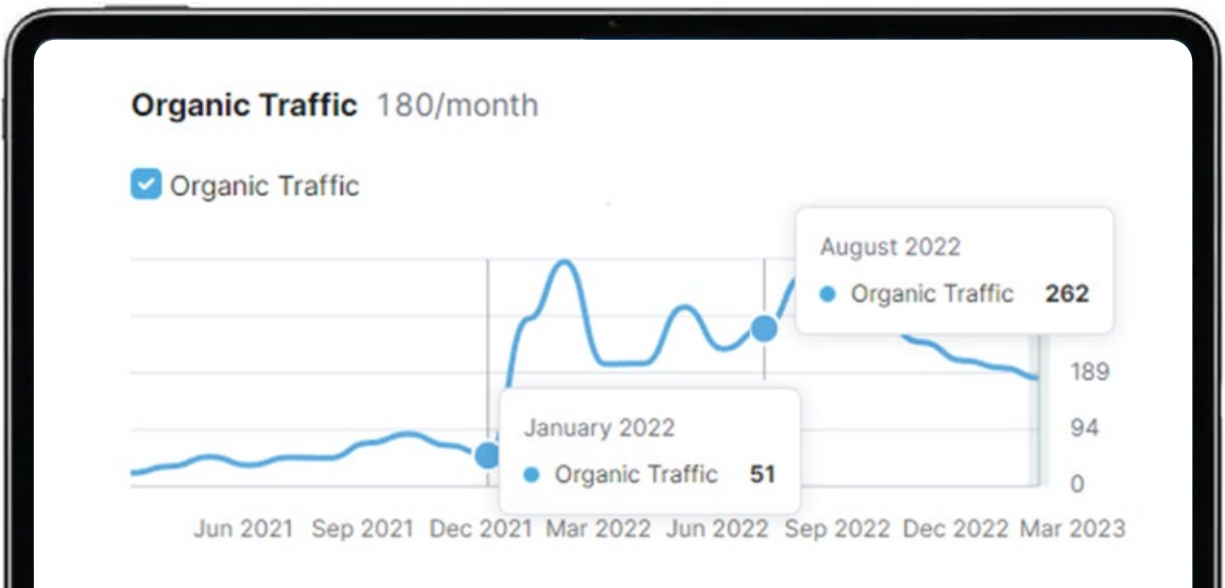 Organic Traffic 180/month
Organic Traffic
August 2022
Organic Traffic 262
189
January 2022
94
Organic Traffic 51
0
Jun 2021 Sep 2021 Dec 2021 Mar 2022 Jun 2022 Sep 2022 Dec 2022 Mar 2023